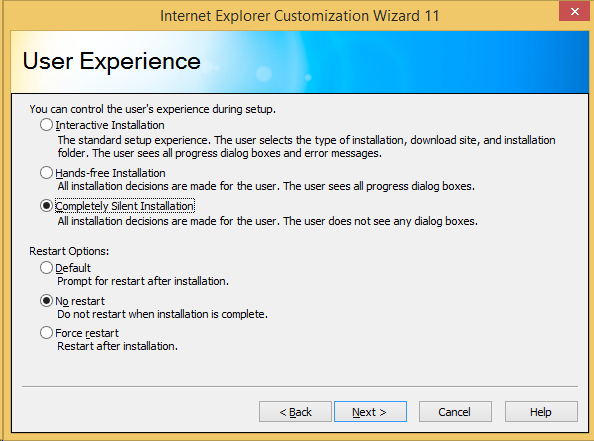 Internet Explorer Customization Wizard 11
User Experience
You can control the user's experience during setup.
Interactive Installation
The standard setup experience. The user selects the type of installation, download site, and installation
folder. The user sees all progress dialog boxes and error messages.
Hands-free Installation
All installation decisions are made for the user. The user sees all progress dialog boxes.
Completely Silent Installation
All installation decisions are made for the user. The user does not see any dialog boxes.
Restart Options:
Default
Prompt for restart after installation.
No restart
Do not restart when installation is complete.
Force restart
Restart after installation.
< Back Next > Cancel Help